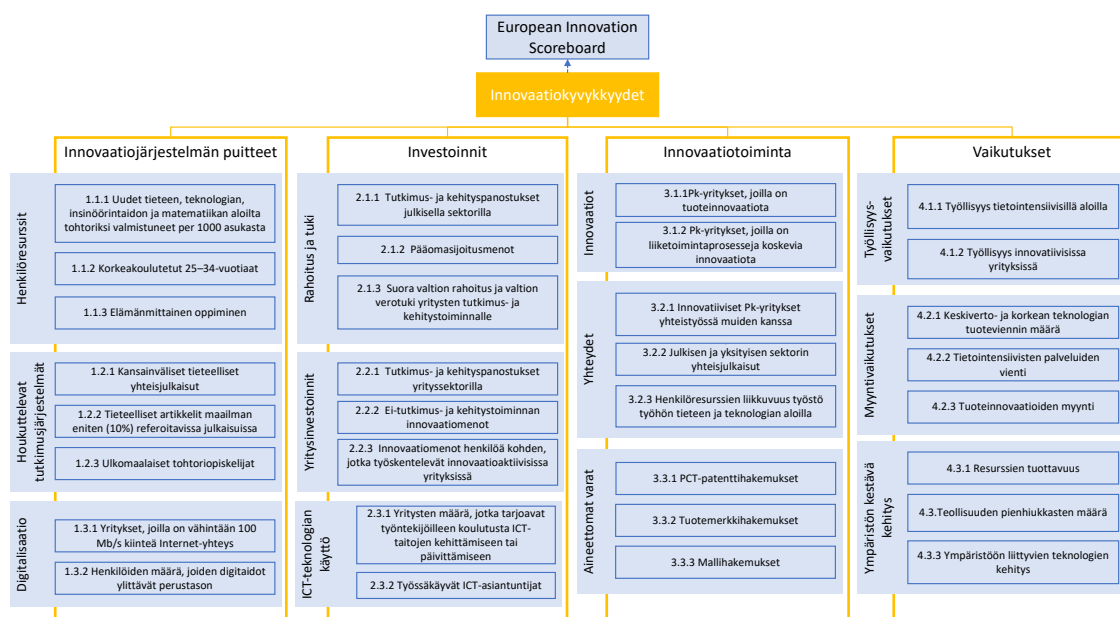 European Innovation
Scoreboard
Innovaatiokyvykkyydet
Innovaatiojärjestelmän puitteet
Henkilöresurssit
1.1.1 Uudet tieteen, teknologian,
insinöörintaidon ja matematiikan aloilta
tohtoriksi valmistuneet per 1000 asukasta
1.1.2 Korkeakoulutetut 25–34-vuotiaat
1.1.3 Elämänmittainen oppiminen
Houkuttelevat
tutkimusjärjestelmät
1.2.1 Kansainväliset tieteelliset
yhteisjulkaisut
1.2.2 Tieteelliset artikkelit maailman
eniten (10%) referoitavissa julkaisuissa
1.2.3 Ulkomaalaiset tohtoriopiskelijat
Digitalisaatio
1.3.1 Yritykset, joilla on vähintään 100
Mb/s kiinteä Internet-yhteys
1.3.2 Henkilöiden määrä, joiden digitaidot
ylittävät perustason
Investoinnit
Rahoitus ja tuki
2.1.1 Tutkimus- ja kehityspanostukset
julkisella sektorilla
2.1.2 Pääomasijoitusmenot
2.1.3 Suora valtion rahoitus ja valtion
verotuki yritysten tutkimus- ja
kehitystoiminnalle
Yritysinvestoinnit
2.2.1 Tutkimus- ja kehityspanostukset
yrityssektorilla
2.2.2 Ei-tutkimus- ja kehitystoiminnan
innovaatiomenot
2.2.3 Innovaatiomenot henkilöä kohden,
jotka työskentelevät innovaatioaktiivisissa
yrityksissä
ICT-teknologian
käyttö
2.3.1 Yritysten määrä, jotka tarjoavat
työntekijöilleen koulutusta ICT-
taitojen kehittämiseen tai
päivittämiseen
2.3.2 Työssäkäyvät ICT-asiantuntijat
Innovaatiotoiminta
Innovaatiot
3.1.1Pk-yritykset, joilla on
tuoteinnovaatiota
3.1.2 Pk-yritykset, joilla on
liiketoimintaprosesseja koskevia
innovaatiota
Yhteydet
3.2.1 Innovatiiviset Pk-yritykset
yhteistyössä muiden kanssa
3.2.2 Julkisen ja yksityisen sektorin
yhteisjulkaisut
3.2.3 Henkilöresurssien liikkuvuus työstö
työhön tieteen ja teknologian aloilla
Aineettomat varat
3.3.1 PCT-patenttihakemukset
3.3.2 Tuotemerkkihakemukset
3.3.3 Mallihakemukset
Vaikutukset
Työllisyys-
vaikutukset
4.1.1 Työllisyys tietointensiivisillä aloilla
4.1.2 Työllisyys innovatiivisissa
yrityksissä
Myyntivaikutukset
4.2.1 Keskiverto- ja korkean teknologian
tuoteviennin määrä
4.2.2 Tietointensiivisten palveluiden
vienti
4.2.3 Tuoteinnovaatioiden myynti
Ympäristön kestävä
kehitys
4.3.1 Resurssien tuottavuus
4.3.Teollisuuden pienhiukkasten määrä
4.3.3 Ympäristöön liittyvien teknologien
kehitys